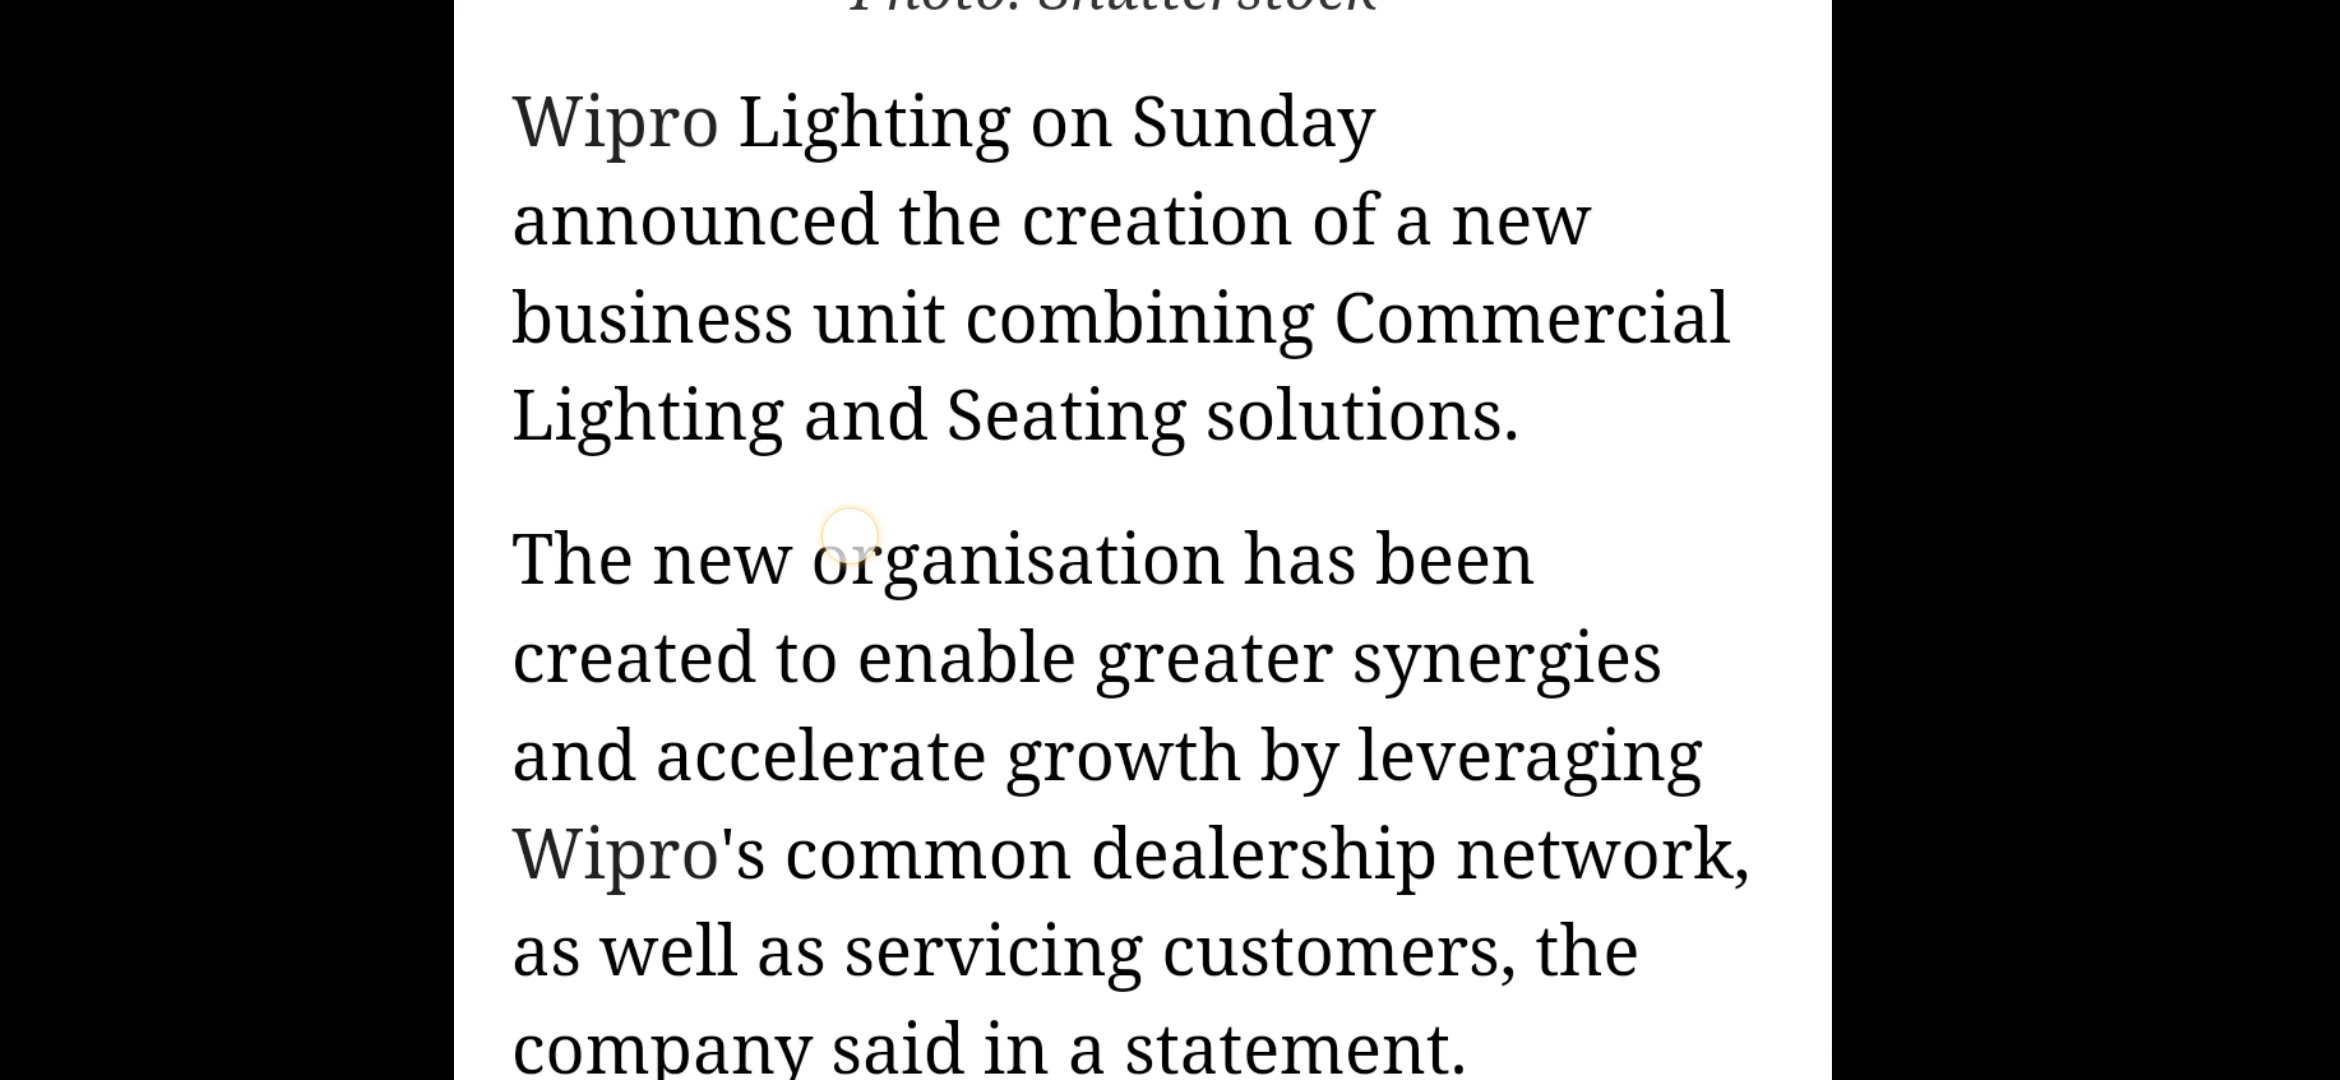 Photo: Shutterstock
Wipro Lighting on Sunday
announced the creation of a new
business unit combining Commercial
Lighting and Seating solutions.
The new organisation has been
created to enable greater synergies
and accelerate growth by leveraging
Wipro's common dealership network,
as well as servicing customers, the
company said in a statement.